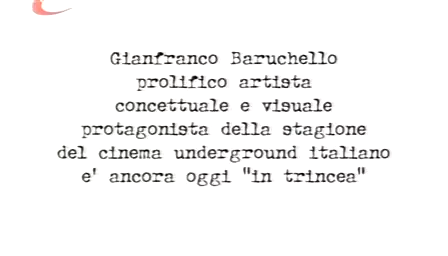 Gianfranco Baruchello
prolifico artista
concettuale e visuale
protagonista della stagione
del cinema underground italiano
e' ancora oggi "in trincea"